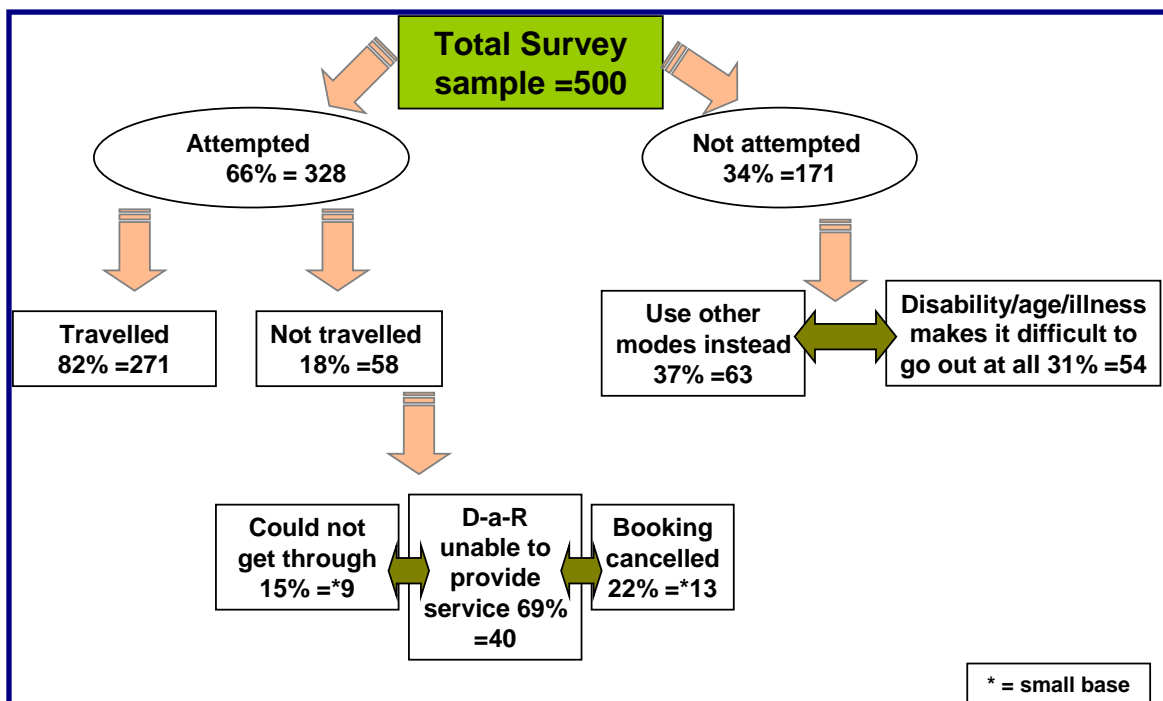 Total Survey
sample =500
Attempted
66% = 328
Not attempted
34% =171
Travelled
82% =271
Not travelled
18% =58
Use other
modes instead
37% =63
Disability/age/illness
makes it difficult to
go out at all 31% =54
Could not
get through
15% =*9
D-a-R
unable to
provide
service 69%
=40
Booking
cancelled
22% =*13
* = small base